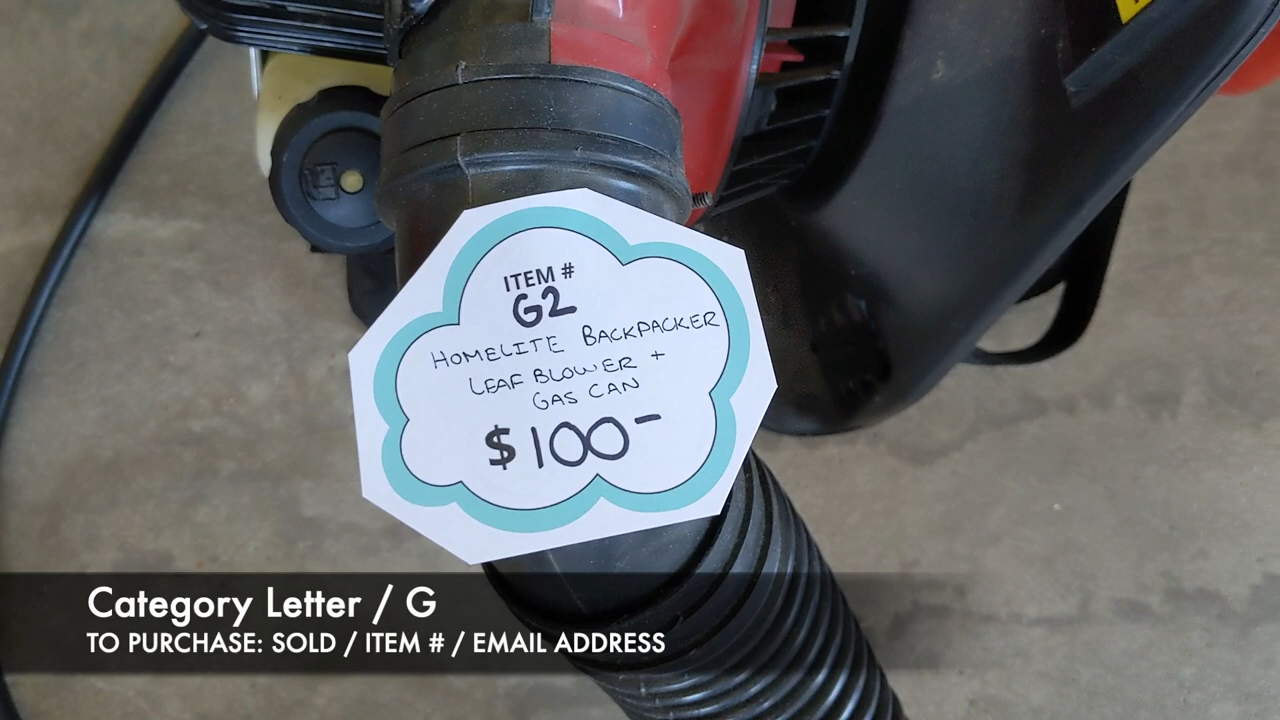 ITEM #
G2
HOMELITE BACKPACKER
LEAF BLOWER +
GAS CAN
$100-
Category Letter / G
TO PURCHASE: SOLD / ITEM # / EMAIL ADDRESS